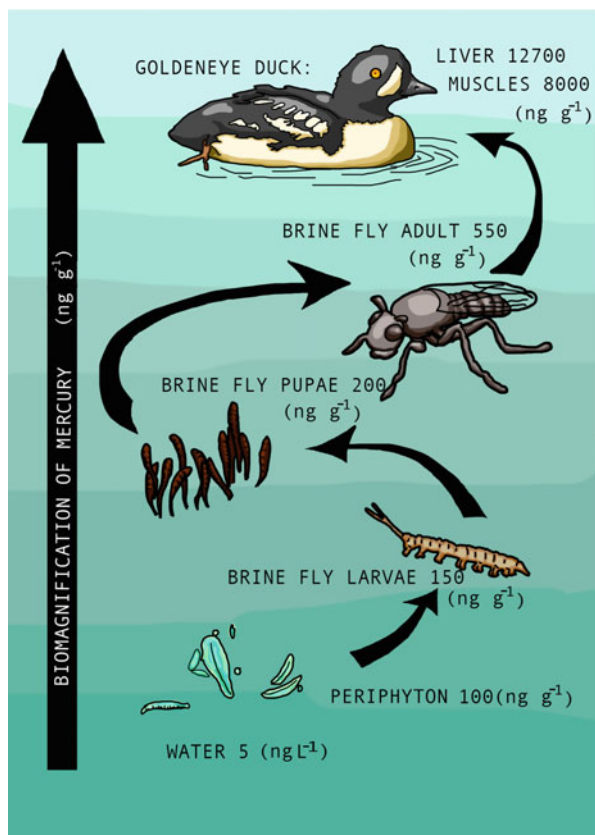 GOLDENEYE DUCK:
LIVER 12700
MUSCLES 8000
(ng g⁻¹)
BRINE FLY ADULT 550
(ng g⁻¹)
BRINE FLY PUPAE 200
(ng g⁻¹)
BRINE FLY LARVAE 150
(ng g⁻¹)
PERIPHYTON 100(ng g⁻¹)
WATER 5 (ngL⁻¹)
BIOMAGNIFICATION OF MERCURY (ng g⁻¹)